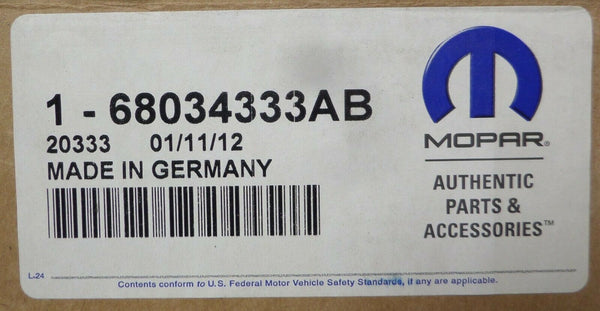 1 - 68034333AB
20333 01/11/12
MADE IN GERMANY
MOPAR®
AUTHENTIC
PARTS &
ACCESSORIES™
L-24
Contents conform to U.S. Federal Motor Vehicle Safety Standards, if any are applicable.